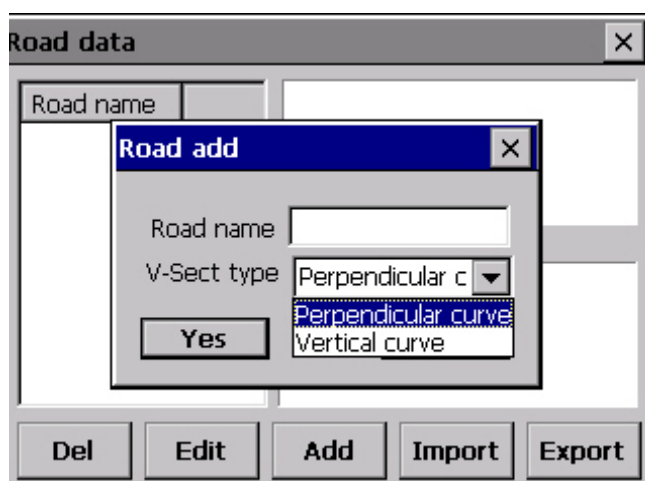 Road data
Road name
Road add
Road name
V-Sect type Perpendicular c
Perpendicular curve
Yes
Vertical curve
Del Edit Add Import Export